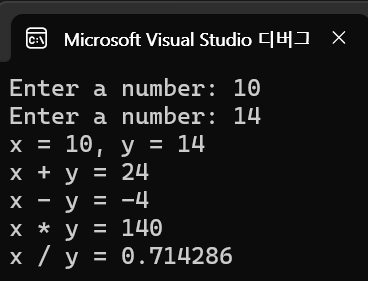 Microsoft Visual Studio 디버그
Enter a number: 10
Enter a number: 14
x = 10, y = 14
x + y = 24
x - y = -4
x * y = 140
x / y = 0.714286